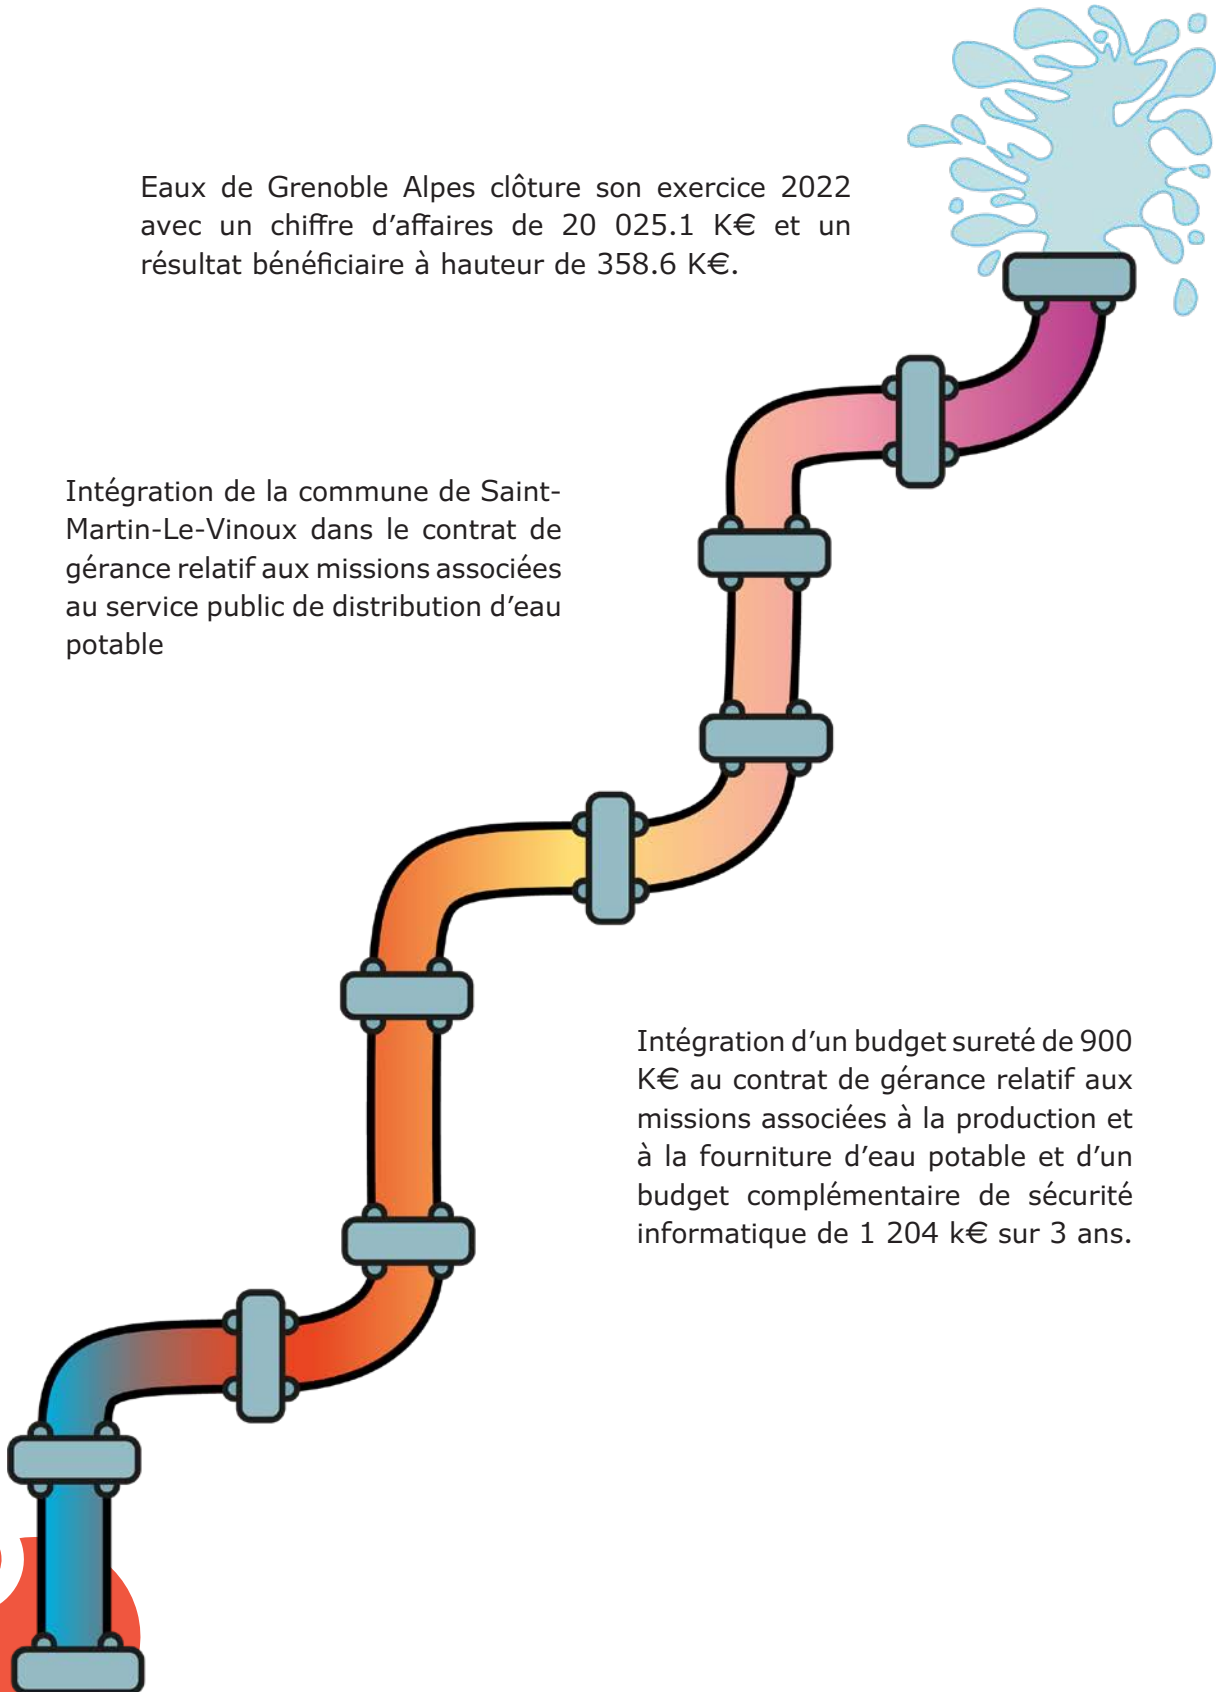 Eaux de Grenoble Alpes clôture son exercice 2022
avec un chiffre d’affaires de 20 025.1 K€ et un
résultat bénéficiaire à hauteur de 358.6 K€.
Intégration de la commune de Saint-
Martin-Le-Vinoux dans le contrat de
gérance relatif aux missions associées
au service public de distribution d’eau
potable
Intégration d’un budget sureté de 900
K€ au contrat de gérance relatif aux
missions associées à la production et
à la fourniture d’eau potable et d’un
budget complémentaire de sécurité
informatique de 1 204 k€ sur 3 ans.